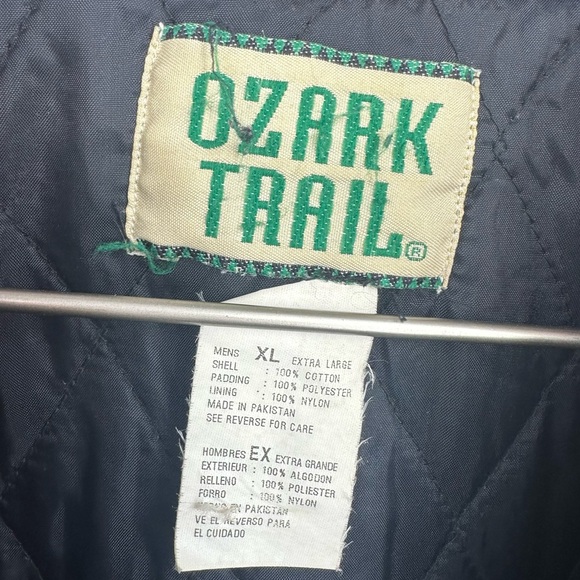 OZARK
TRAIL®
MENS XL EXTRA LARGE
SHELL : 100% COTTON
PADDING : 100% POLYESTER
LINING : 100% NYLON
MADE IN PAKISTAN
SEE REVERSE FOR CARE
HOMBRES EX EXTRA GRANDE
EXTERIEUR : 100% ALGODON
RELLENO : 100% POLIESTER
FORRO : 100% NYLON
EN PAKISTAN
VE EL REVERSO PARA
EL CUIDADO